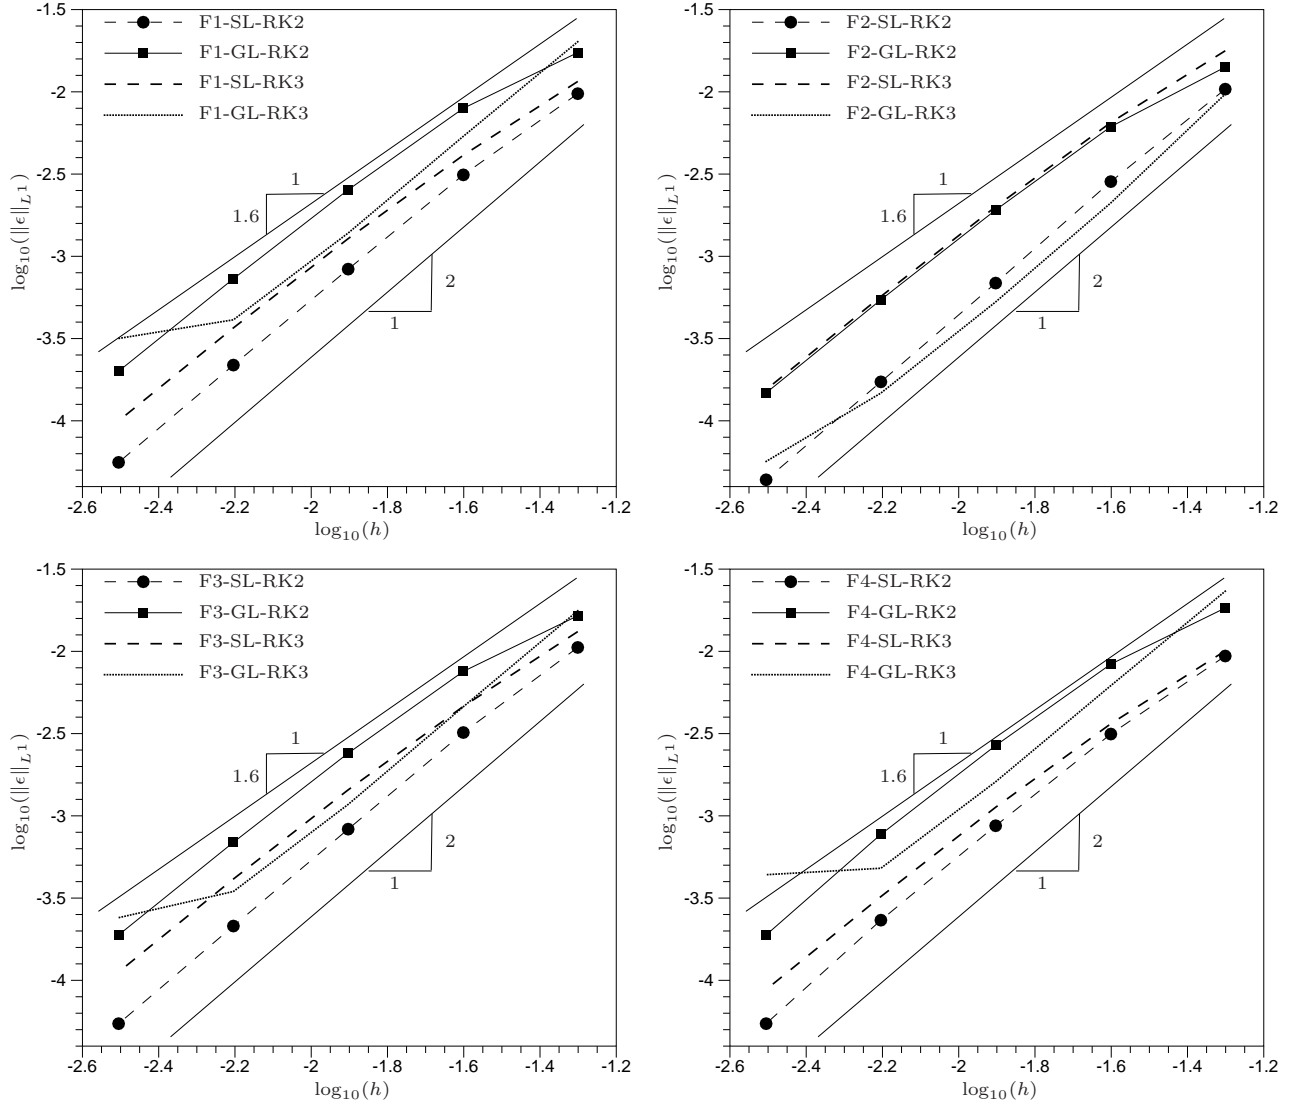 -1.5
-2
-2.5
-3
-3.5
-4
log₁₀(‖ϵ‖_{L¹})
F1-SL-RK2
F1-GL-RK2
F1-SL-RK3
F1-GL-RK3
1
1.6
2
1
-2.6 -2.4 -2.2 -2 -1.8 -1.6 -1.4 -1.2
log₁₀(h)
-1.5
-2
-2.5
-3
-3.5
-4
log₁₀(‖ϵ‖_{L¹})
F2-SL-RK2
F2-GL-RK2
F2-SL-RK3
F2-GL-RK3
1
1.6
2
1
-2.6 -2.4 -2.2 -2 -1.8 -1.6 -1.4 -1.2
log₁₀(h)
-1.5
-2
-2.5
-3
-3.5
-4
log₁₀(‖ϵ‖_{L¹})
F3-SL-RK2
F3-GL-RK2
F3-SL-RK3
F3-GL-RK3
1
1.6
2
1
-2.6 -2.4 -2.2 -2 -1.8 -1.6 -1.4 -1.2
log₁₀(h)
-1.5
-2
-2.5
-3
-3.5
-4
log₁₀(‖ϵ‖_{L¹})
F4-SL-RK2
F4-GL-RK2
F4-SL-RK3
F4-GL-RK3
1
1.6
2
1
-2.6 -2.4 -2.2 -2 -1.8 -1.6 -1.4 -1.2
log₁₀(h)